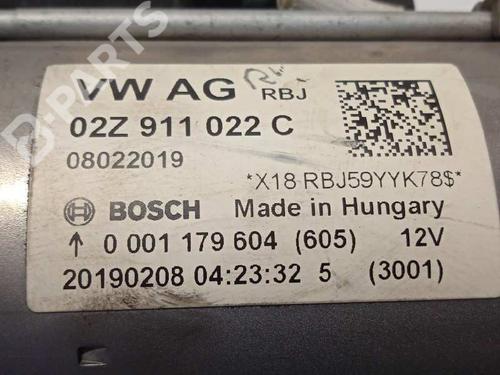 B-PARTS
VW AG RBJ
02Z 911 022 C
08022019
*X18 RBJ59YYK78$*
BOSCH Made in Hungary
↑ 0 001 179 604 (605) 12V
20190208 04:23:32 5 (3001)